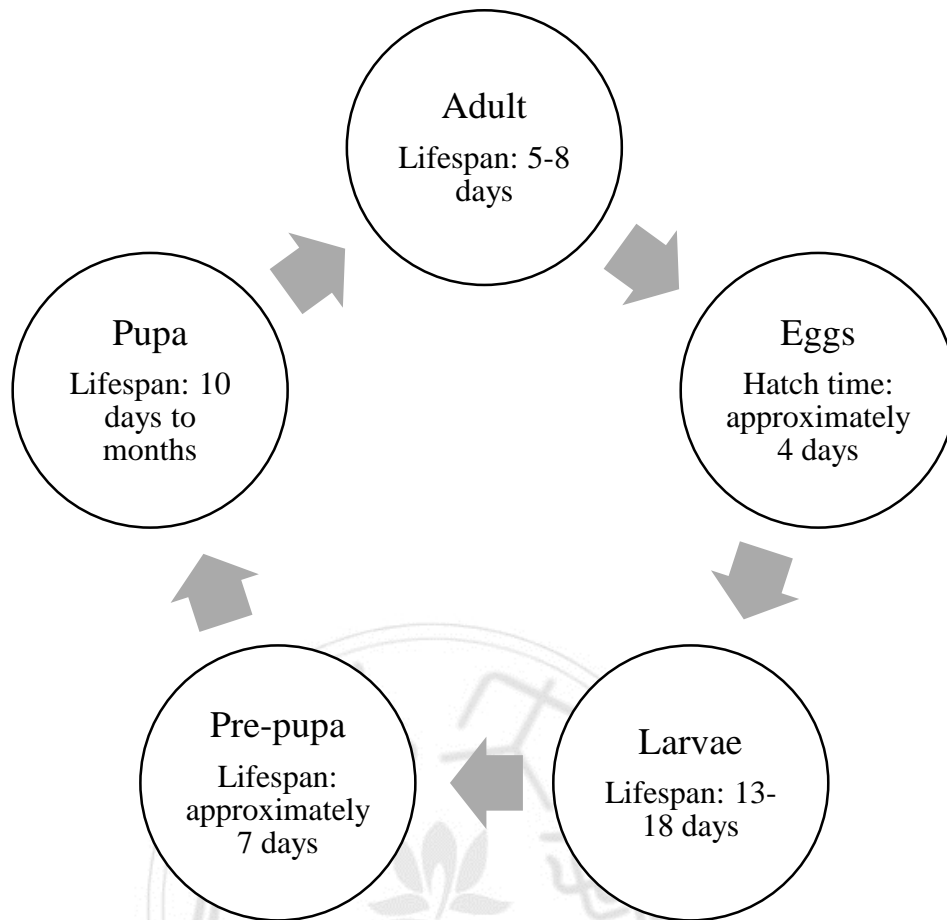 Adult
Lifespan: 5-8
days
Eggs
Hatch time:
approximately
4 days
Larvae
Lifespan: 13-
18 days
Pre-pupa
Lifespan:
approximately
7 days
Pupa
Lifespan: 10
days to
months